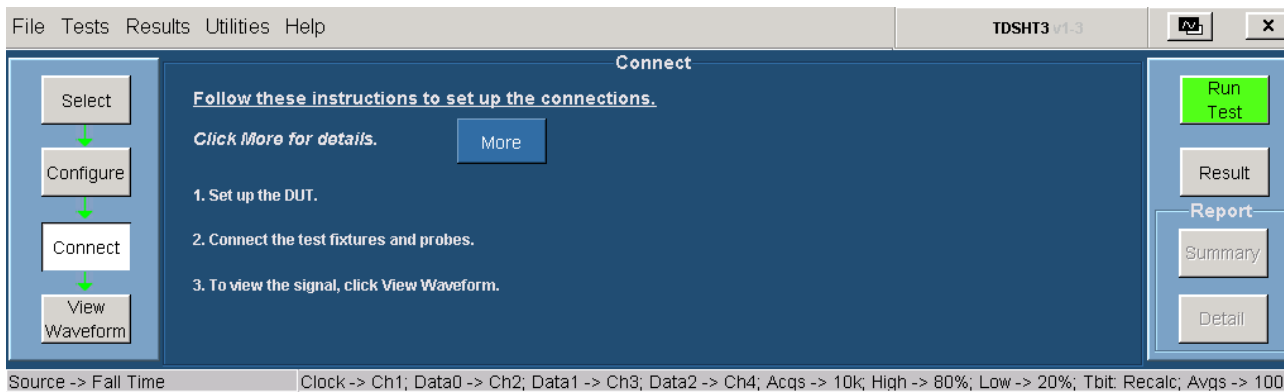 File Tests Results Utilities Help TDSHT3 v1-3
Connect
Select
Follow these instructions to set up the connections.
Click More for details.
More
Configure
1. Set up the DUT.
Connect
2. Connect the test fixtures and probes.
3. To view the signal, click View Waveform.
View
Waveform
Run
Test
Result
Report
Summary
Detail
Source -> Fall Time
Clock -> Ch1; Data0 -> Ch2; Data1 -> Ch3; Data2 -> Ch4; Acqs -> 10k; High -> 80%; Low -> 20%; Tbit: Recalc; Avgs -> 100